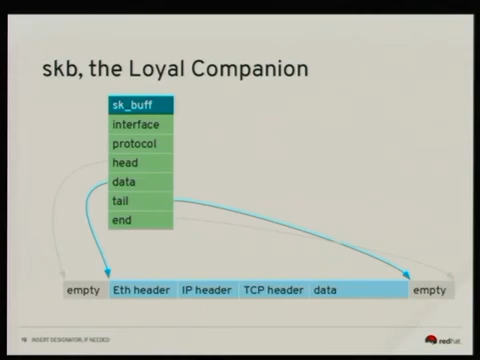 skb, the Loyal Companion
sk_buff
interface
protocol
head
data
tail
end
empty Eth header IP header TCP header data empty
19 INSERT DESIGNATOR, IF NEEDED
redhat.